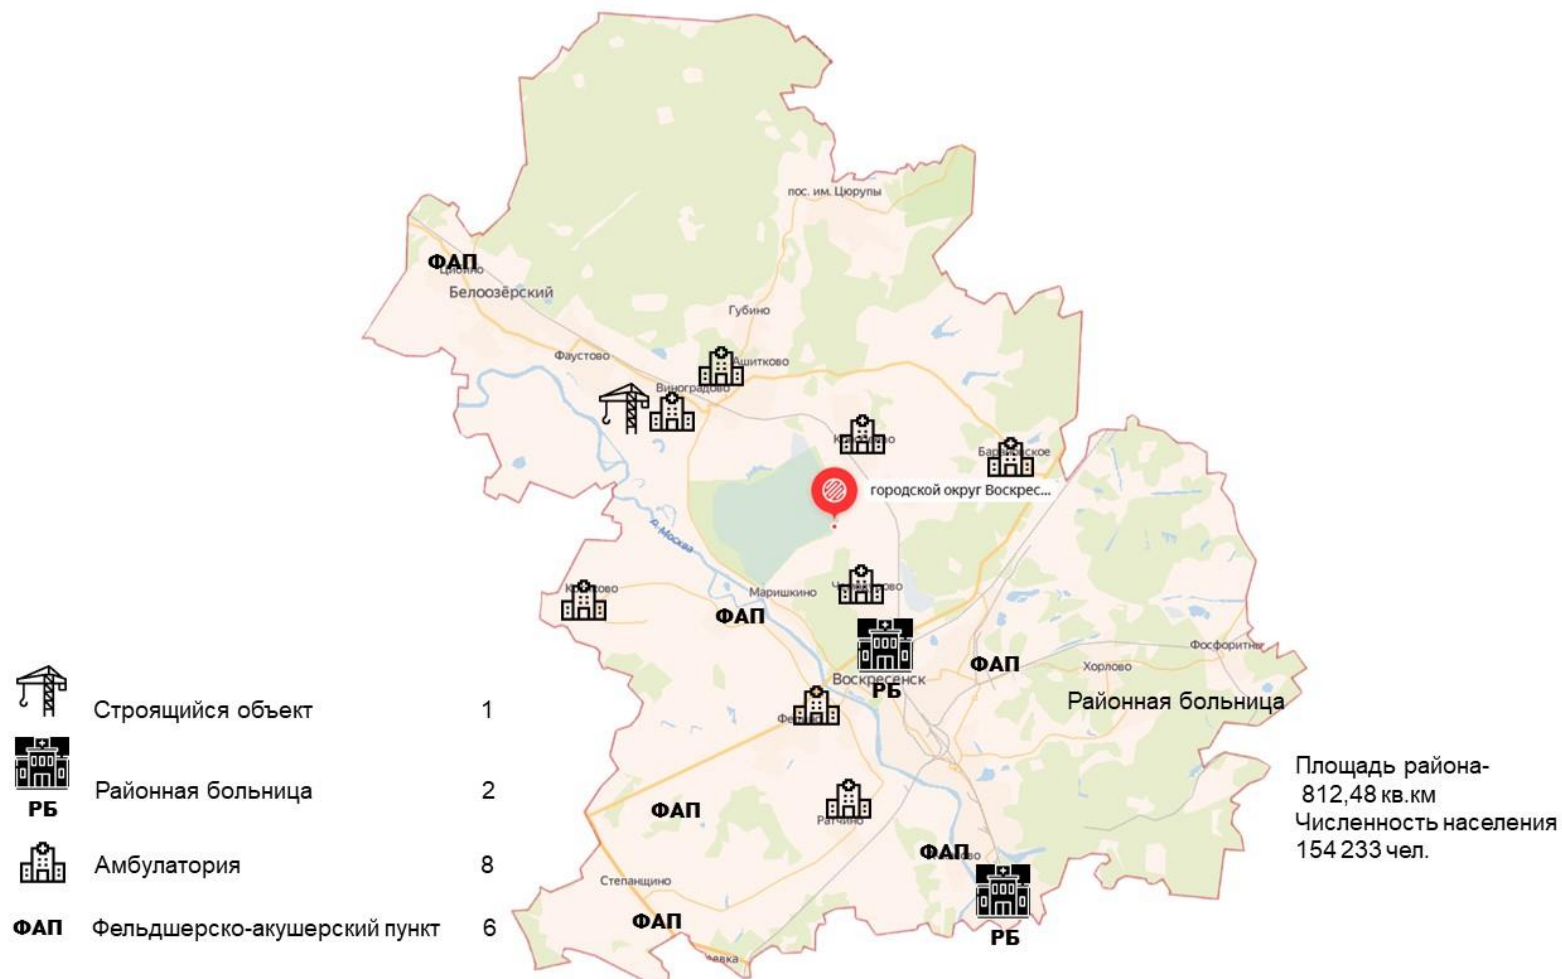 пос. им. Цюрупы
ФАП
Белоозёрский
Губино
Фаустово
Ашитково
Виноградово
городской округ Воскрес...
р. Москва
Маришкино
ФАП
ФАП
Воскресенск
РБ
Хорлово
Фосфоритн
Районная больница
Строящийся объект 1
Районная больница 2
РБ
Амбулатория 8
ФАП Фельдшерско-акушерский пункт 6
ФАП
Ратчино
ФАП
Степанщино
ФАП
РБ
Площадь района-
812,48 кв.км
Численность населения
154 233 чел.